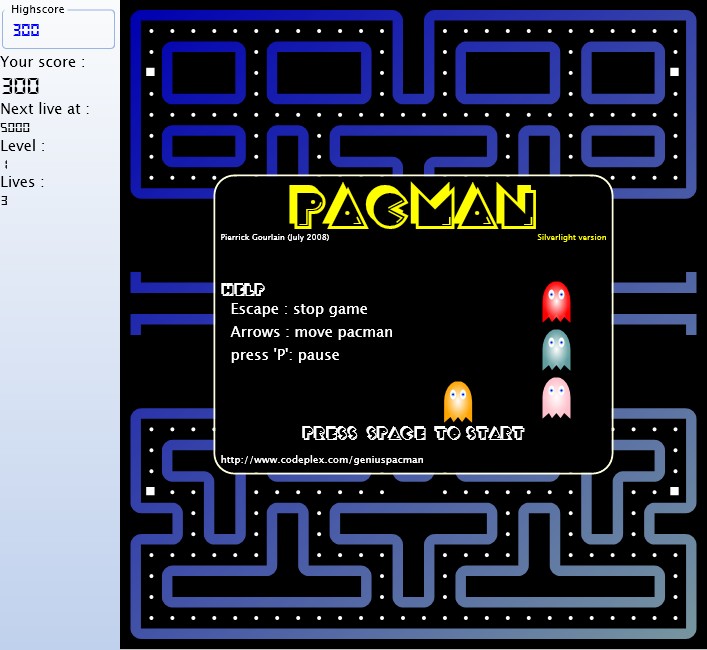 Highscore
300
Your score :
300
Next live at :
5000
Level :
1
Lives :
3
PACMAN
Pierrick Gourlain (July 2008)
Silverlight version
HELP
Escape : stop game
Arrows : move pacman
press 'P': pause
PRESS SPACE TO START
http://www.codeplex.com/geniuspacman